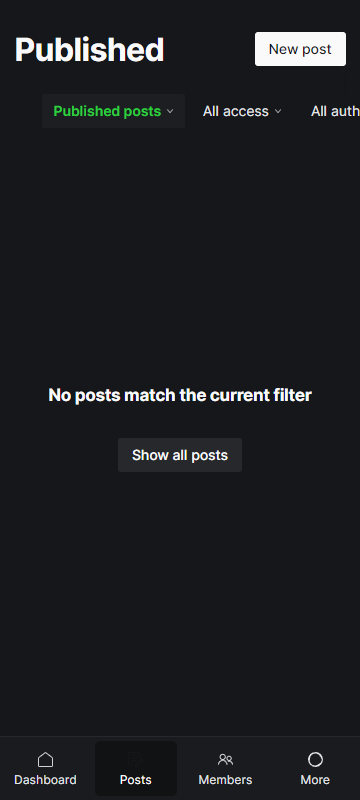 Published
New post
Published posts
All access
All auth
No posts match the current filter
Show all posts
Dashboard
Posts
Members
More